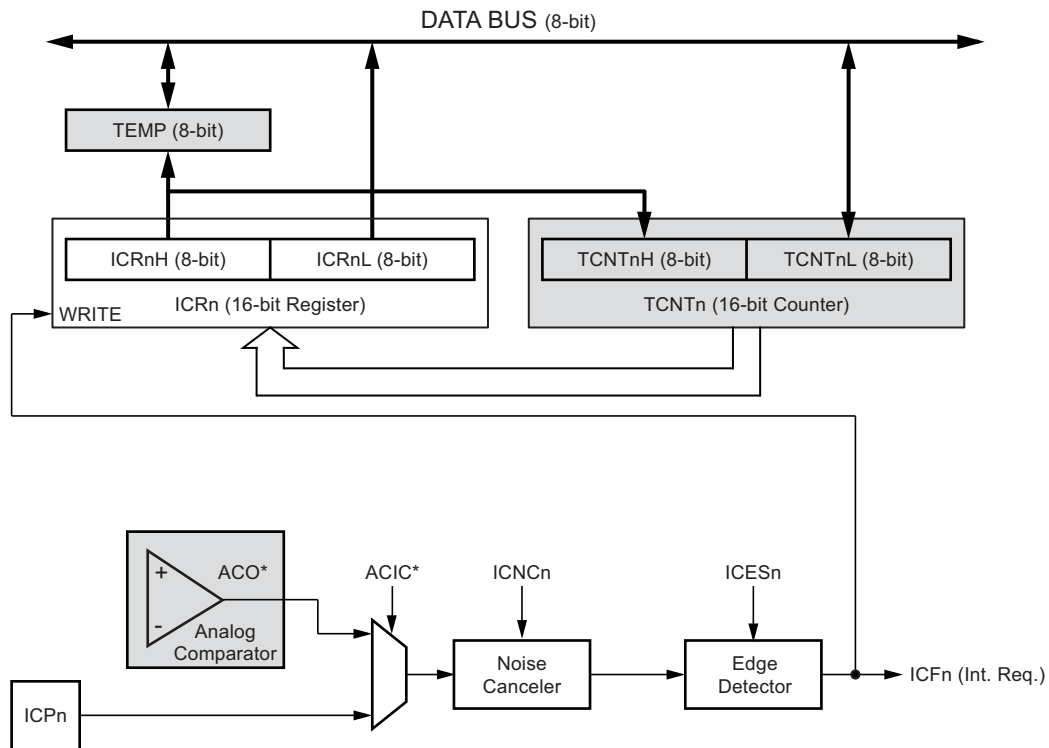 DATA BUS (8-bit)
TEMP (8-bit)
ICRnH (8-bit) ICRnL (8-bit) TCNTnH (8-bit) TCNTnL (8-bit)
ICRn (16-bit Register) TCNTn (16-bit Counter)
WRITE
+ ACO* ACIC* ICNCn ICESn
-
Analog
Comparator
Noise
Canceler
Edge
Detector
ICFn (Int. Req.)
ICPn